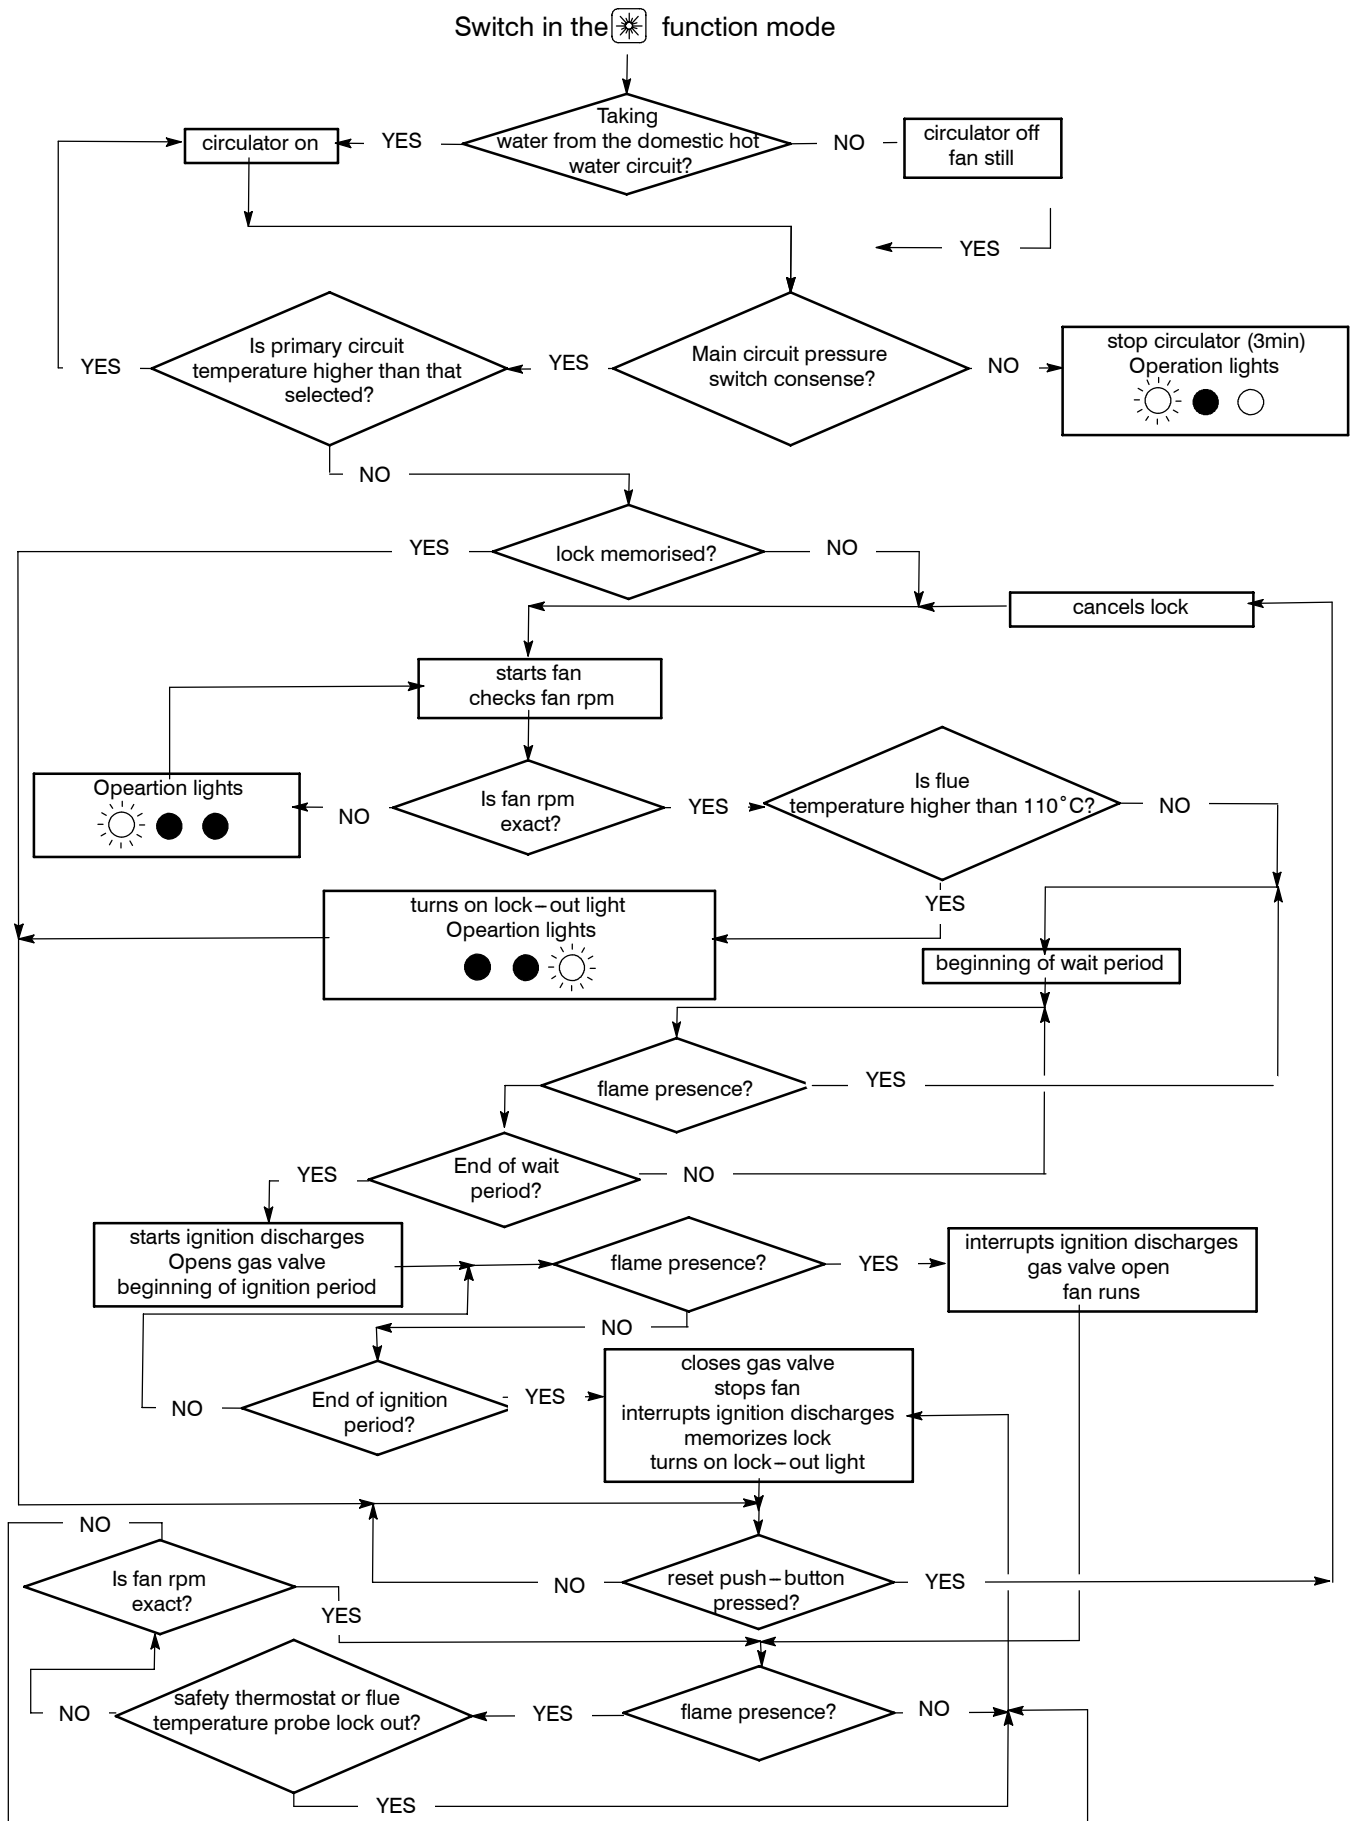 Switch in the function mode
Taking
water from the domestic hot
water circuit?
YES
circulator on
NO
circulator off
fan still
YES
Is primary circuit
temperature higher than that
selected?
YES
YES
Main circuit pressure
switch consense?
NO
stop circulator (3min)
Operation lights
NO
YES
lock memorised?
NO
cancels lock
starts fan
checks fan rpm
Opeartion lights
NO
Is fan rpm
exact?
YES
Is flue
temperature higher than 110°C?
NO
YES
turns on lock-out light
Opeartion lights
beginning of wait period
flame presence?
YES
YES
End of wait
period?
NO
starts ignition discharges
Opens gas valve
beginning of ignition period
flame presence?
YES
interrupts ignition discharges
gas valve open
fan runs
NO
NO
End of ignition
period?
YES
closes gas valve
stops fan
interrupts ignition discharges
memorizes lock
turns on lock-out light
NO
Is fan rpm
exact?
YES
NO
reset push-button
pressed?
YES
NO
safety thermostat or flue
temperature probe lock out?
YES
flame presence?
NO
YES